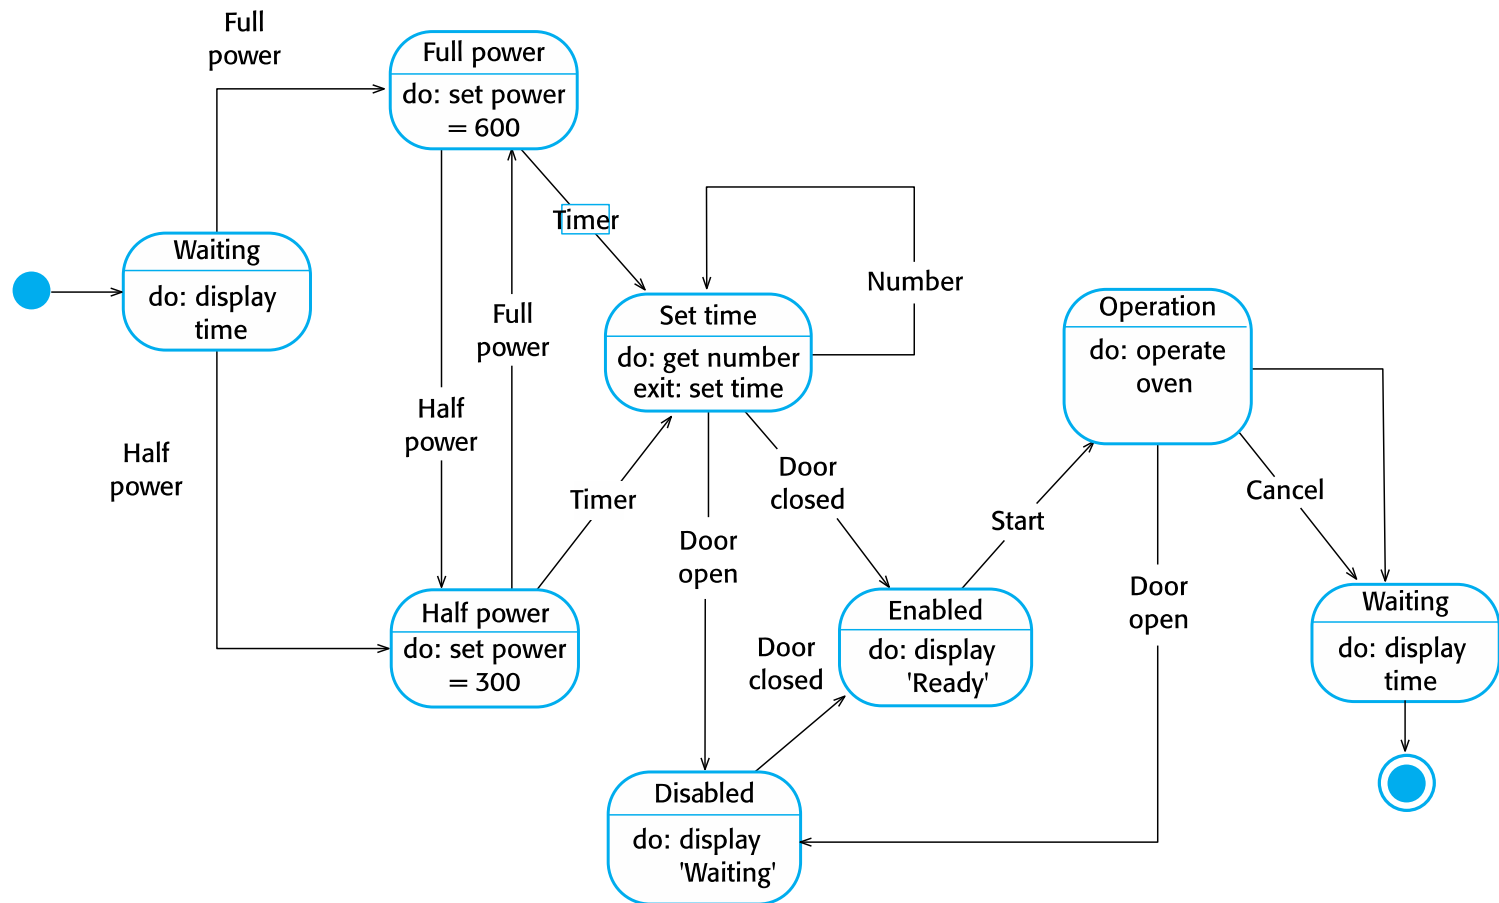 Full
power
Full power
do: set power
= 600
Timer
Waiting
do: display
time
Number
Full
power
Set time
do: get number
exit: set time
Operation
do: operate
oven
Half
power
Half
power
Door
closed
Timer
Cancel
Start
Door
open
Door
open
Half power
do: set power
= 300
Enabled
do: display
'Ready'
Door
closed
Waiting
do: display
time
Disabled
do: display
'Waiting'